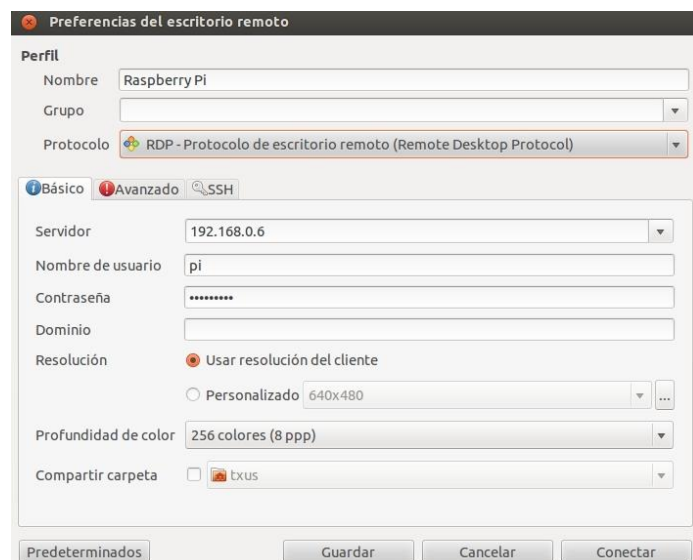 Preferencias del escritorio remoto
Perfil
Nombre Raspberry Pi
Grupo
Protocolo RDP - Protocolo de escritorio remoto (Remote Desktop Protocol)
Básico Avanzado SSH
Servidor 192.168.0.6
Nombre de usuario pi
Contraseña •••••••••
Dominio
Resolución Usar resolución del cliente
Personalizado 640x480 ...
Profundidad de color 256 colores (8 ppp)
Compartir carpeta txus
Predeterminados Guardar Cancelar Conectar